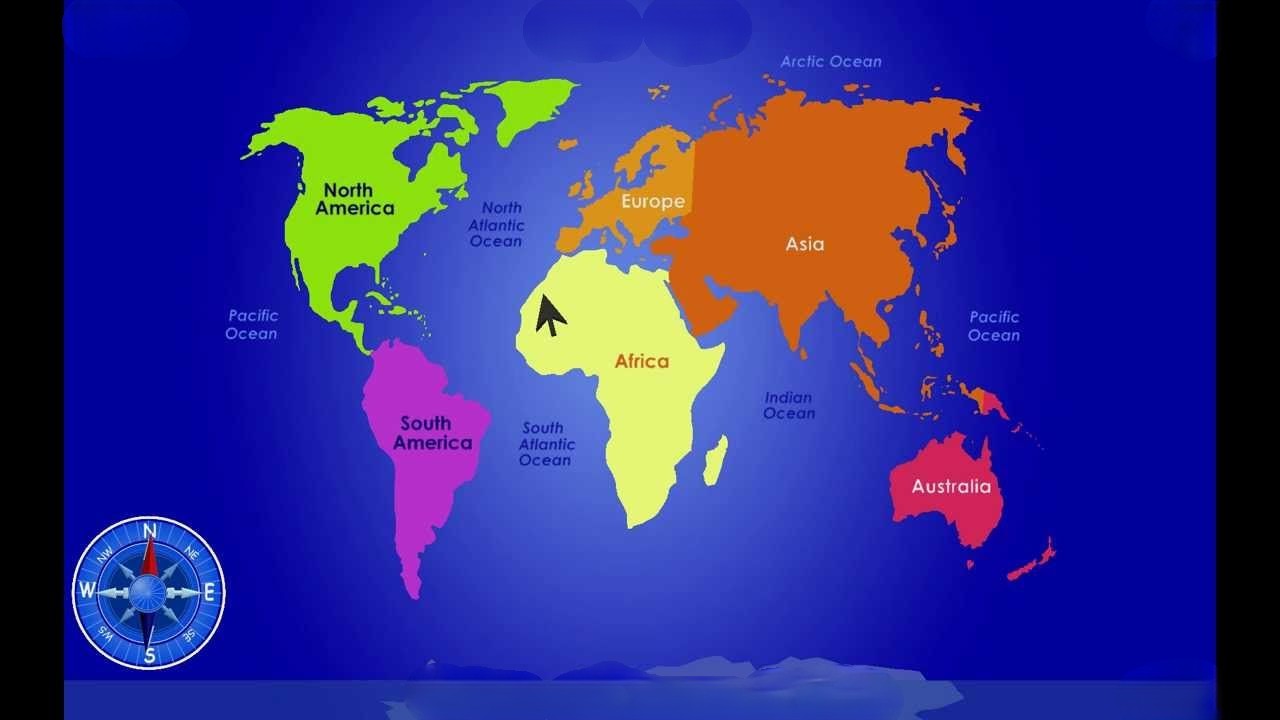 Arctic Ocean
North
America
North
Atlantic
Ocean
Europe
Asia
Pacific
Ocean
Africa
Pacific
Ocean
South
America
South
Atlantic
Ocean
Indian
Ocean
Australia
N
NW
NE
W
E
WS
SE
S